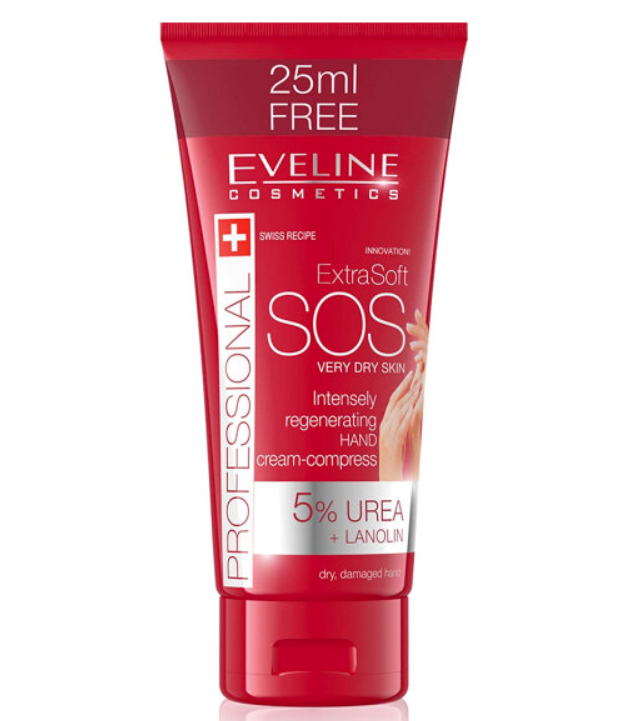 25ml
FREE
EVELINE
COSMETICS
SWISS RECIPE
PROFESSIONAL
INNOVATION!
ExtraSoft
SOS
VERY DRY SKIN
Intensely
regenerating
HAND
cream-compress
5% UREA
+ LANOLIN
dry, damaged hand